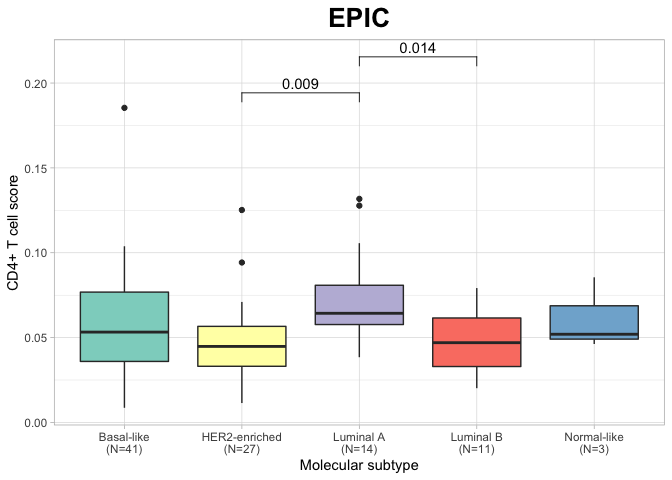 EPIC
0.014
0.009
0.20
0.15
0.10
0.05
0.00
CD4+ T cell score
Basal-like
(N=41)
HER2-enriched
(N=27)
Luminal A
(N=14)
Luminal B
(N=11)
Normal-like
(N=3)
Molecular subtype